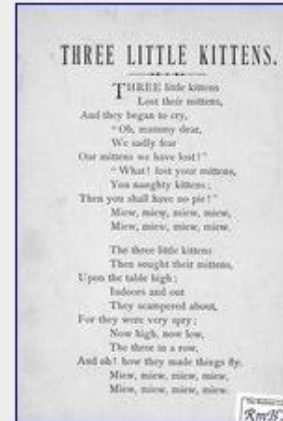 THREE LITTLE KITTENS.
THREE little kittens
Lost their mittens,
And they began to cry,
"Oh, mammy dear,
We sadly fear
Our mittens we have lost!"
"What! lost your mittens,
You naughty kittens;
Then you shall have no pie!"
Miew, miew, miew, miew,
Miew, miew, miew, miew.
The three little kittens
Then sought their mittens,
Upon the table high;
Indoors and out
They scampered about,
For they were very spry;
Now high, now low,
The three in a row,
And oh! how they made things fly.
Miew, miew, miew, miew,
Miew, miew, miew, miew.
The Baldwin
RmB